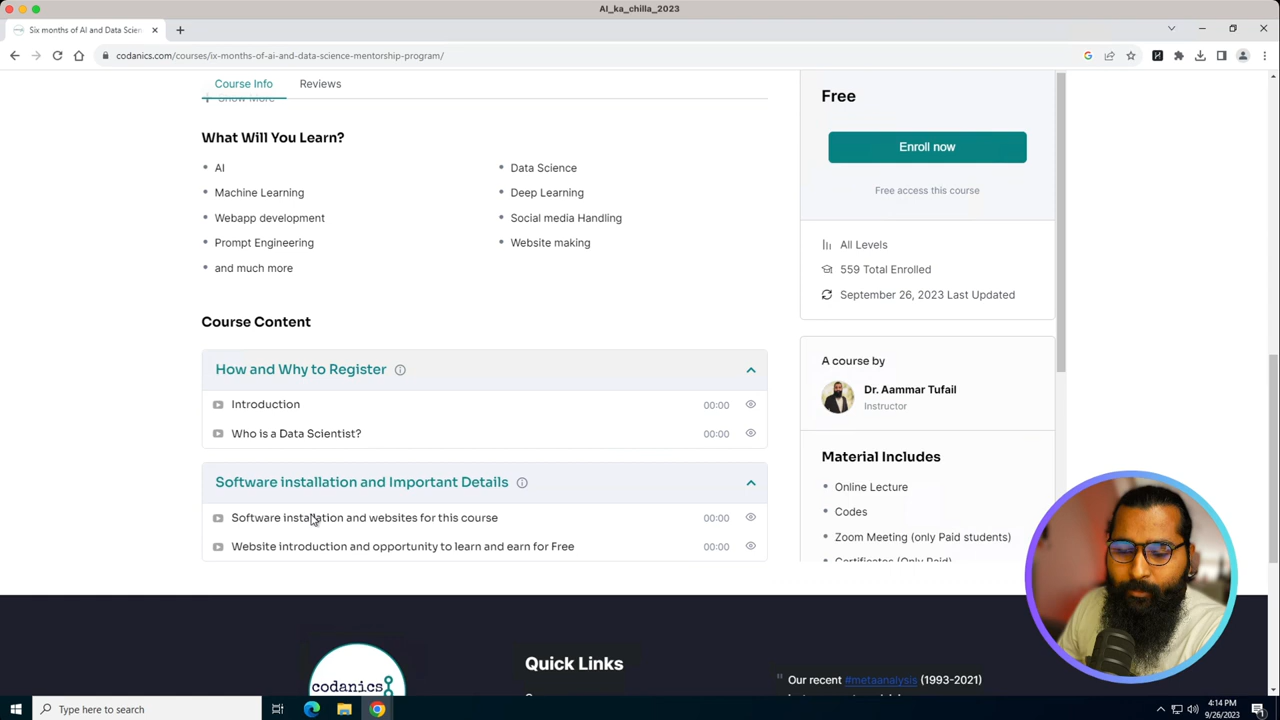 AI_ka_chilla_2023
Six months of AI and Data Scien
codanics.com/courses/ix-months-of-ai-and-data-science-mentorship-program/
Course Info
Reviews
Show More
What Will You Learn?
AI
Data Science
Machine Learning
Deep Learning
Webapp development
Social media Handling
Prompt Engineering
Website making
and much more
Course Content
How and Why to Register
Introduction 00:00
Who is a Data Scientist? 00:00
Software installation and Important Details
Software installation and websites for this course 00:00
Website introduction and opportunity to learn and earn for Free 00:00
Free
Enroll now
Free access this course
All Levels
559 Total Enrolled
September 26, 2023 Last Updated
A course by
Dr. Aammar Tufail
Instructor
Material Includes
Online Lecture
Codes
Zoom Meeting (only Paid students)
Certificates (Only Paid)
codanics
Quick Links
" Our recent #metaanalysis (1993-2021)
Type here to search
4:14 PM
9/26/2023
1